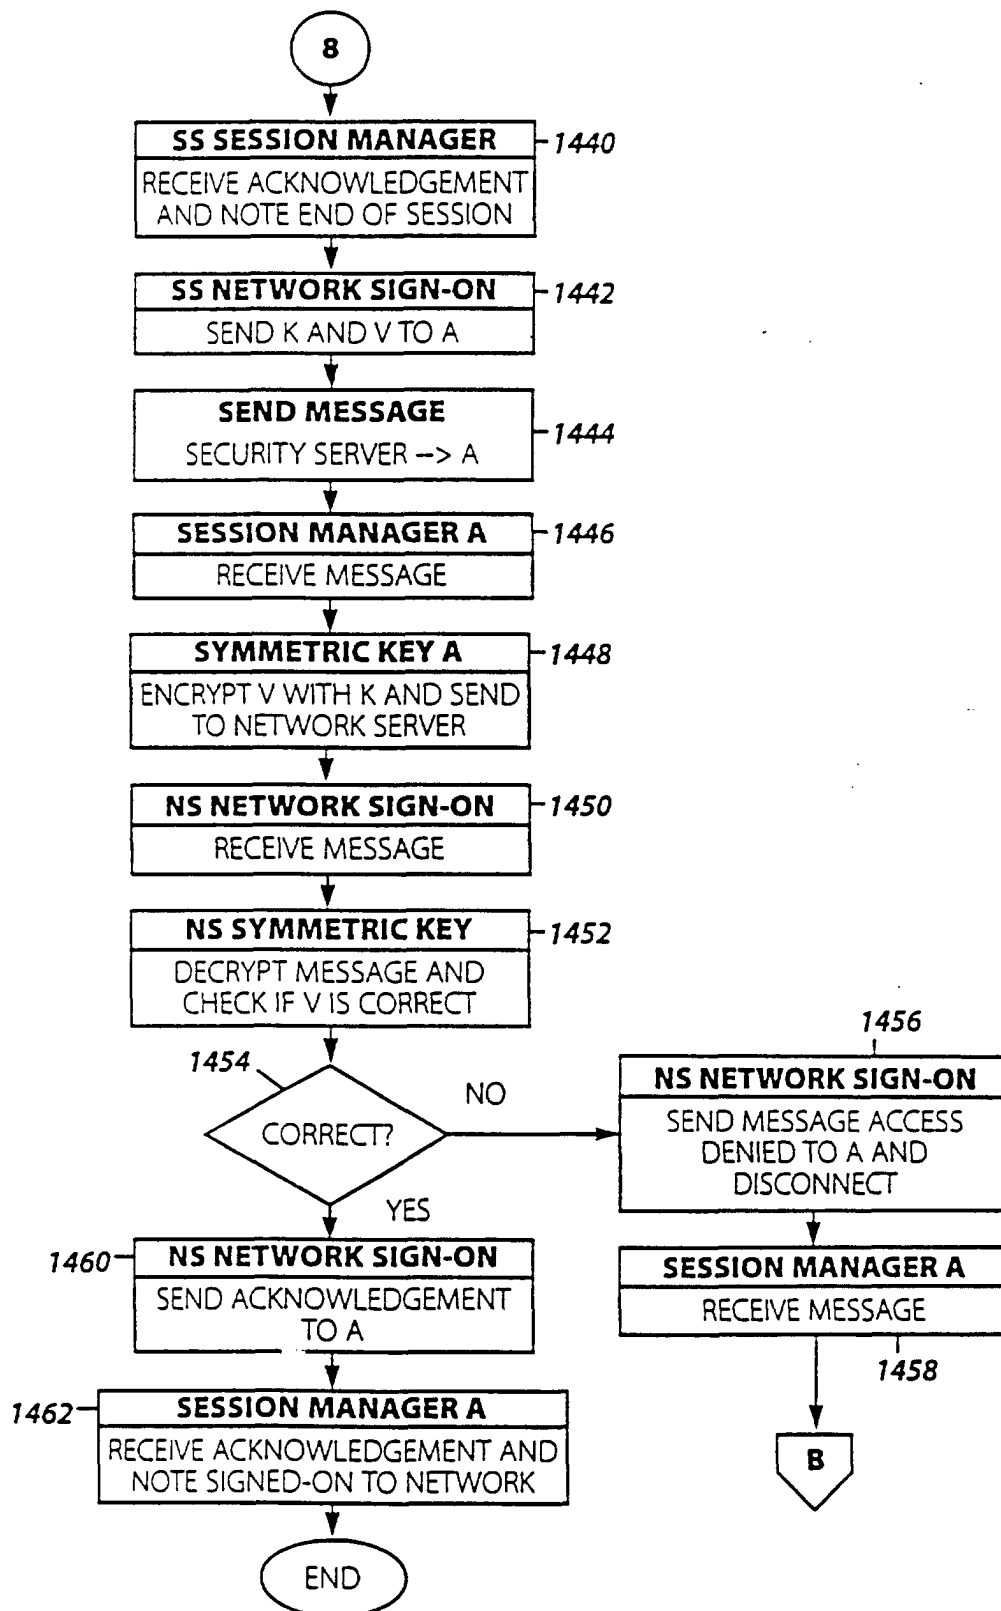 8
SS SESSION MANAGER
1440
RECEIVE ACKNOWLEDGEMENT
AND NOTE END OF SESSION
SS NETWORK SIGN-ON
1442
SEND K AND V TO A
SEND MESSAGE
1444
SECURITY SERVER --> A
SESSION MANAGER A
1446
RECEIVE MESSAGE
SYMMETRIC KEY A
1448
ENCRYPT V WITH K AND SEND
TO NETWORK SERVER
NS NETWORK SIGN-ON
1450
RECEIVE MESSAGE
NS SYMMETRIC KEY
1452
DECRYPT MESSAGE AND
CHECK IF V IS CORRECT
1454
CORRECT?
NO
YES
1456
NS NETWORK SIGN-ON
SEND MESSAGE ACCESS
DENIED TO A AND
DISCONNECT
SESSION MANAGER A
RECEIVE MESSAGE
1458
B
1460
NS NETWORK SIGN-ON
SEND ACKNOWLEDGEMENT
TO A
1462
SESSION MANAGER A
RECEIVE ACKNOWLEDGEMENT AND
NOTE SIGNED-ON TO NETWORK
END